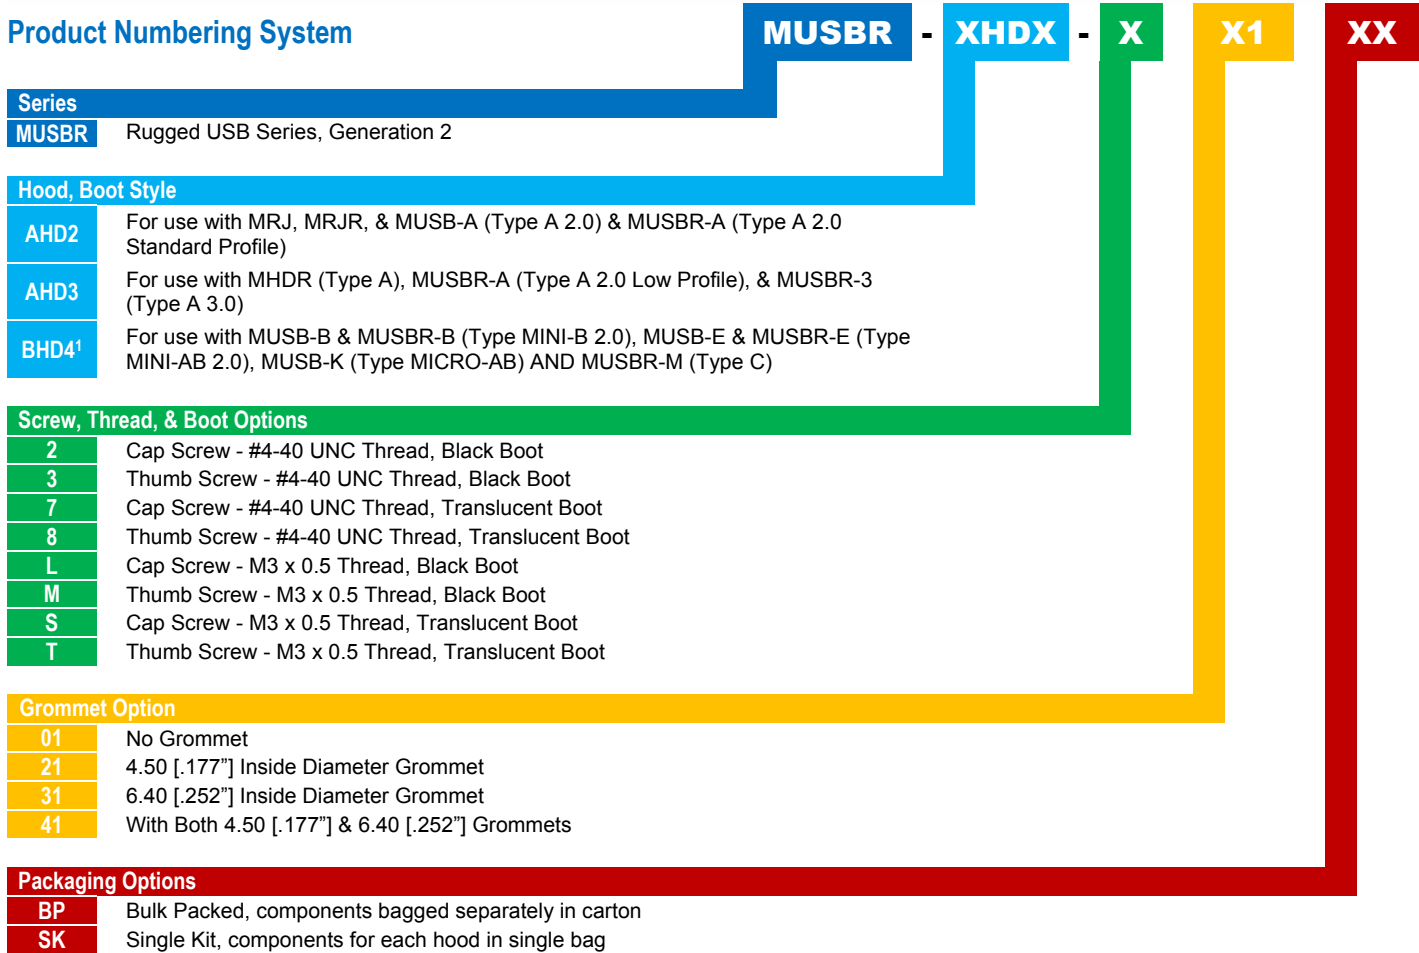 Product Numbering System MUSBR - XHDX - X X1 XX
Series
MUSBR Rugged USB Series, Generation 2
Hood, Boot Style
AHD2 For use with MRJ, MRJR, & MUSB-A (Type A 2.0) & MUSBR-A (Type A 2.0
Standard Profile)
AHD3 For use with MHDR (Type A), MUSBR-A (Type A 2.0 Low Profile), & MUSBR-3
(Type A 3.0)
BHD4¹ For use with MUSB-B & MUSBR-B (Type MINI-B 2.0), MUSB-E & MUSBR-E (Type
MINI-AB 2.0), MUSB-K (Type MICRO-AB) AND MUSBR-M (Type C)
Screw, Thread, & Boot Options
2 Cap Screw - #4-40 UNC Thread, Black Boot
3 Thumb Screw - #4-40 UNC Thread, Black Boot
7 Cap Screw - #4-40 UNC Thread, Translucent Boot
8 Thumb Screw - #4-40 UNC Thread, Translucent Boot
L Cap Screw - M3 x 0.5 Thread, Black Boot
M Thumb Screw - M3 x 0.5 Thread, Black Boot
S Cap Screw - M3 x 0.5 Thread, Translucent Boot
T Thumb Screw - M3 x 0.5 Thread, Translucent Boot
Grommet Option
01 No Grommet
21 4.50 [.177”] Inside Diameter Grommet
31 6.40 [.252”] Inside Diameter Grommet
41 With Both 4.50 [.177”] & 6.40 [.252”] Grommets
Packaging Options
BP Bulk Packed, components bagged separately in carton
SK Single Kit, components for each hood in single bag